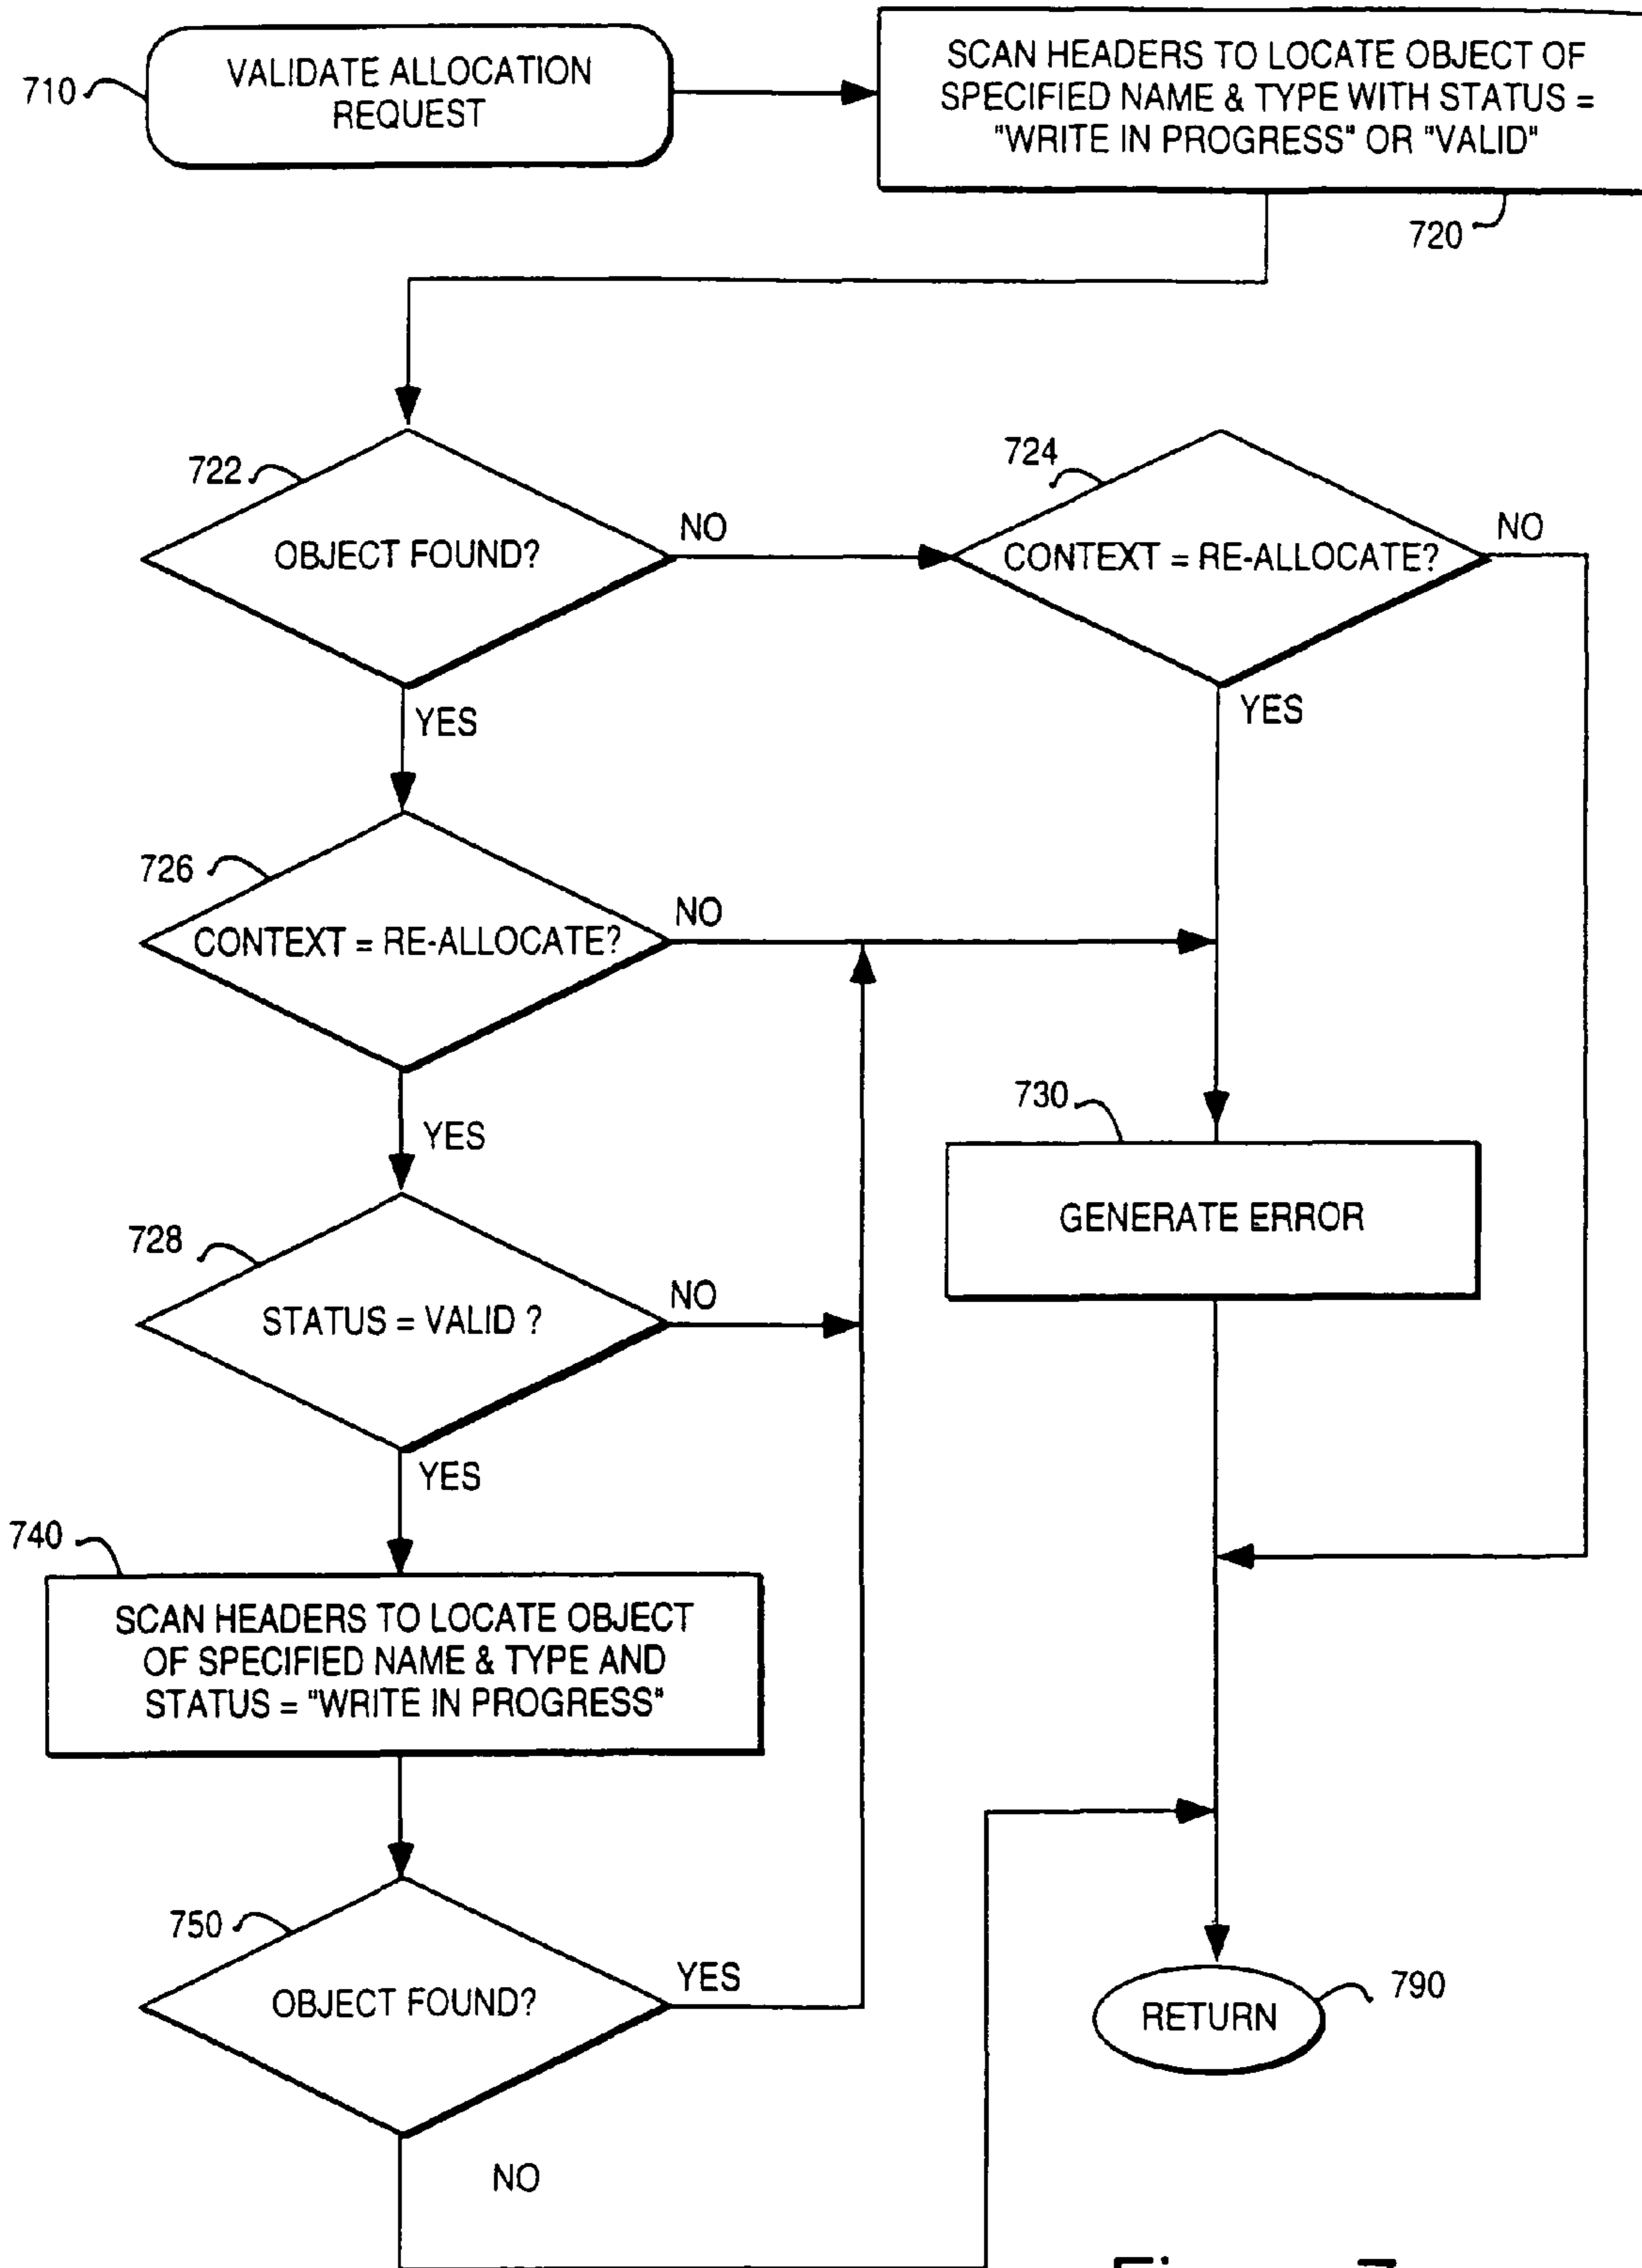 710
VALIDATE ALLOCATION
REQUEST
SCAN HEADERS TO LOCATE OBJECT OF
SPECIFIED NAME & TYPE WITH STATUS =
"WRITE IN PROGRESS" OR "VALID"
720
722
OBJECT FOUND?
NO
YES
724
CONTEXT = RE-ALLOCATE?
NO
YES
726
CONTEXT = RE-ALLOCATE?
NO
YES
728
STATUS = VALID ?
NO
YES
730
GENERATE ERROR
740
SCAN HEADERS TO LOCATE OBJECT
OF SPECIFIED NAME & TYPE AND
STATUS = "WRITE IN PROGRESS"
750
OBJECT FOUND?
YES
NO
RETURN
790